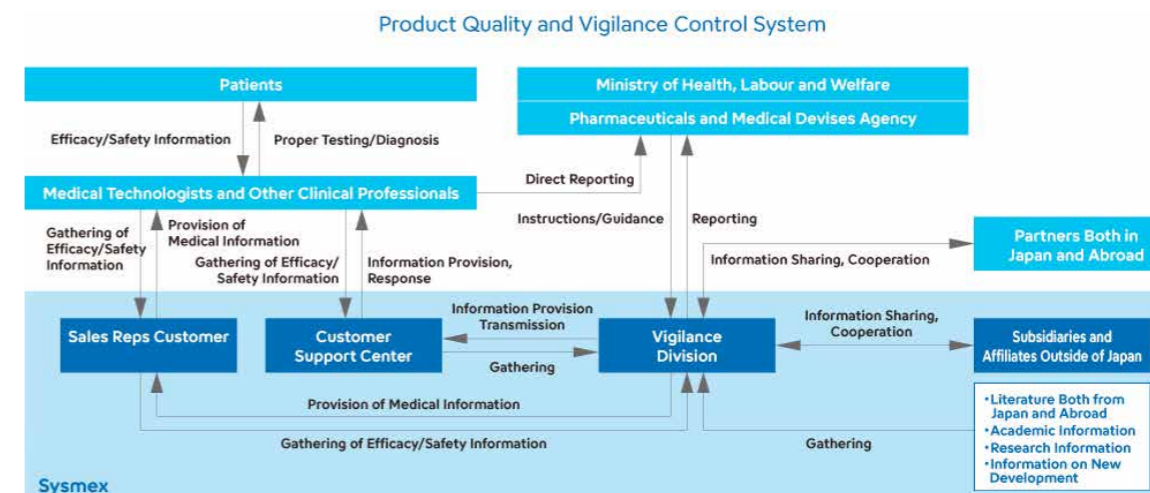 Product Quality and Vigilance Control System
Patients
Ministry of Health, Labour and Welfare
Pharmaceuticals and Medical Devises Agency
Efficacy/Safety Information
Proper Testing/Diagnosis
Medical Technologists and Other Clinical Professionals
Direct Reporting
Gathering of
Efficacy/Safety
Information
Provision of
Medical Information
Gathering of Efficacy/
Safety Information
Information Provision,
Response
Instructions/Guidance
Reporting
Information Sharing, Cooperation
Partners Both in
Japan and Abroad
Sales Reps Customer
Customer
Support Center
Information Provision
Transmission
Gathering
Vigilance
Division
Information Sharing,
Cooperation
Subsidiaries and
Affiliates Outside of Japan
Provision of Medical Information
Gathering of Efficacy/Safety Information
Gathering
•Literature Both from
Japan and Abroad
•Academic Information
•Research Information
•Information on New
Development
Sysmex